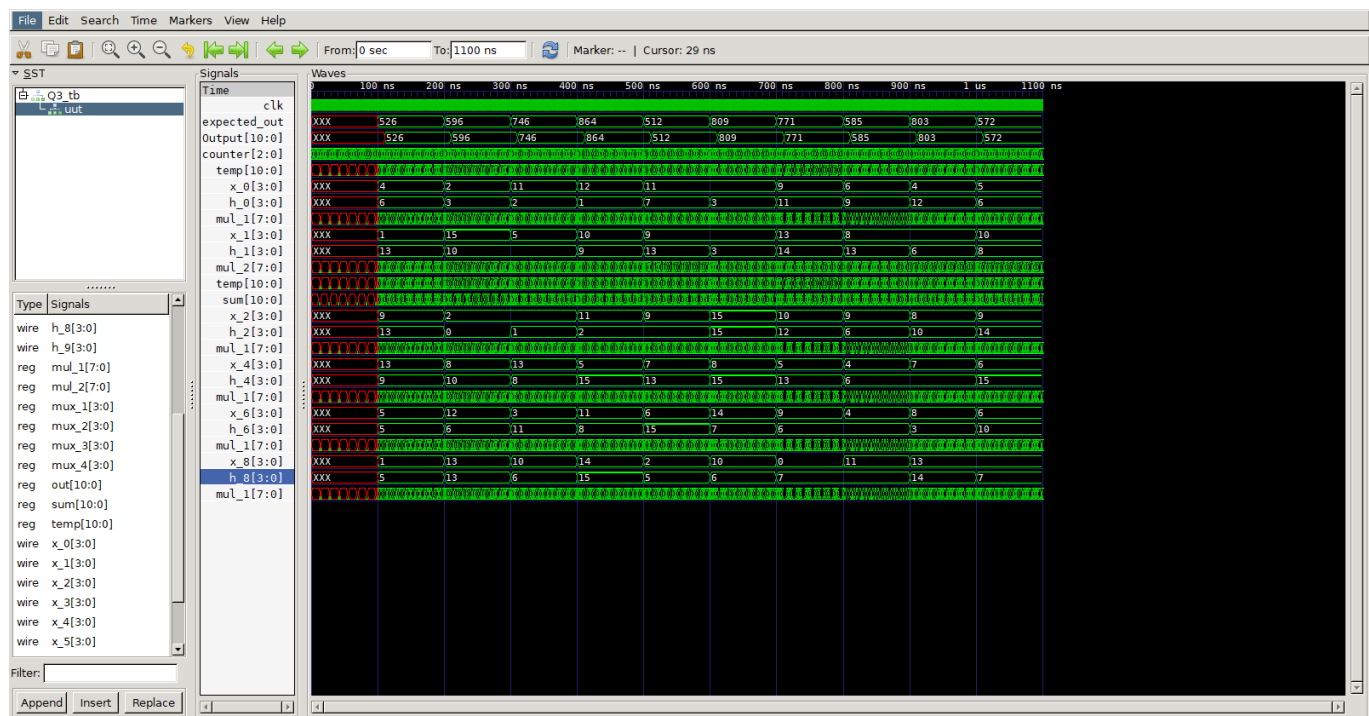 File Edit Search Time Markers View Help
From: 0 sec To: 1100 ns Marker: -- | Cursor: 29 ns
SST
Q3_tb
uut
Type Signals
wire h_8[3:0]
wire h_9[3:0]
reg mul_1[7:0]
reg mul_2[7:0]
reg mux_1[3:0]
reg mux_2[3:0]
reg mux_3[3:0]
reg mux_4[3:0]
reg out[10:0]
reg sum[10:0]
reg temp[10:0]
wire x_0[3:0]
wire x_1[3:0]
wire x_2[3:0]
wire x_3[3:0]
wire x_4[3:0]
wire x_5[3:0]
Filter:
Append Insert Replace
Signals Waves
Time 100 ns 200 ns 300 ns 400 ns 500 ns 600 ns 700 ns 800 ns 900 ns 1 us 1100 ns
clk
expected_out XXX 526 596 746 864 512 809 771 585 803 572
Output[10:0] XXX 526 596 746 864 512 809 771 585 803 572
counter[2:0]
temp[10:0]
x_0[3:0] XXX 4 2 11 12 11 9 6 4 5
h_0[3:0] XXX 6 3 2 1 7 3 11 9 12 6
mul_1[7:0]
x_1[3:0] XXX 1 15 5 10 9 13 8 10
h_1[3:0] XXX 13 10 9 13 3 14 13 6 8
mul_2[7:0]
temp[10:0]
sum[10:0]
x_2[3:0] XXX 9 2 11 9 15 10 9 8 9
h_2[3:0] XXX 13 0 1 2 15 12 6 10 14
mul_1[7:0]
x_4[3:0] XXX 13 8 13 5 7 8 5 4 7 6
h_4[3:0] XXX 9 10 8 15 13 15 13 6 15
mul_1[7:0]
x_6[3:0] XXX 5 12 3 11 6 14 9 4 8 6
h_6[3:0] XXX 5 6 11 8 15 7 6 3 10
mul_1[7:0]
x_8[3:0] XXX 1 13 10 14 2 10 0 11 13
h_8[3:0] XXX 5 13 6 15 5 6 7 14 7
mul_1[7:0]